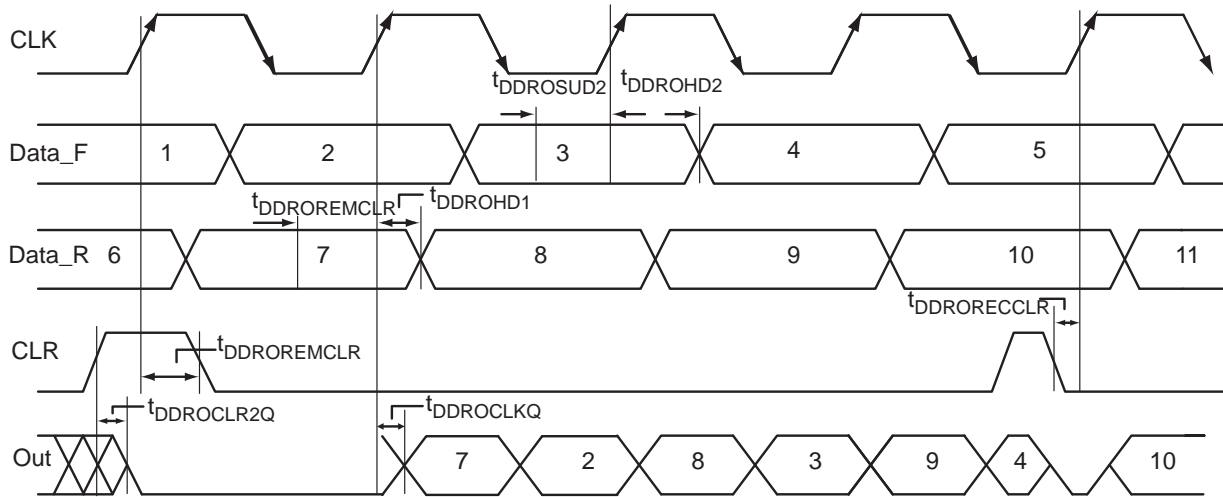 CLK
tDDROSUD2 tDDROHD2
Data_F 1 2 3 4 5
tDDROREMCLR tDDROHD1
Data_R 6 7 8 9 10 11
tDDRORECCLR
CLR
tDDROREMCLR
tDDROCLR2Q tDDROCLKQ
Out 7 2 8 3 9 4 10